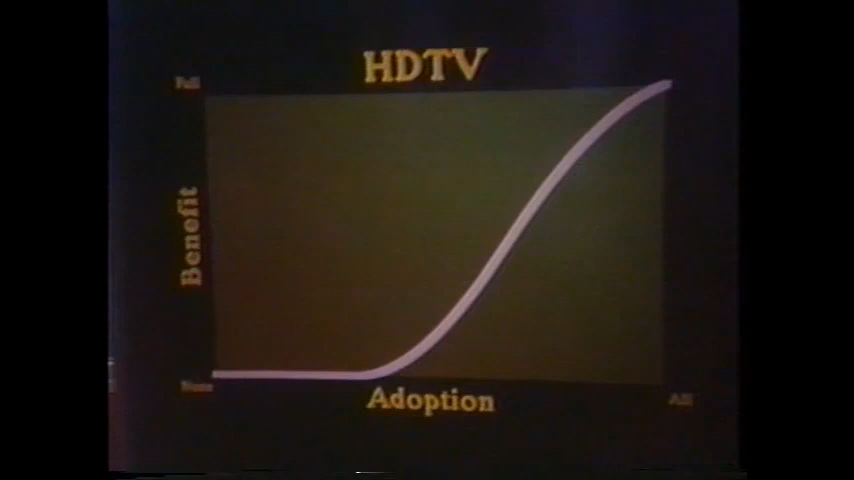 HDTV
Full
Benefit
None
Adoption
All